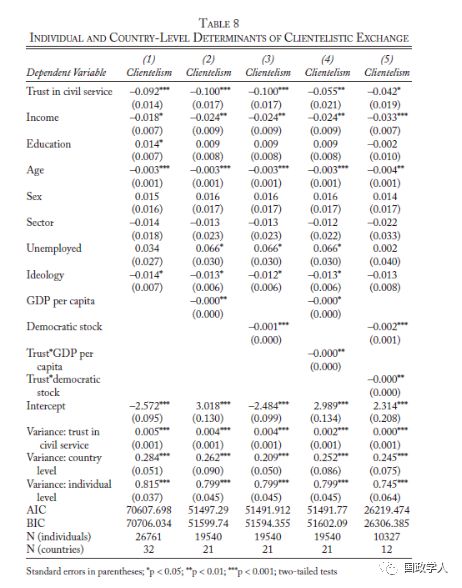 TABLE 8
INDIVIDUAL AND COUNTRY-LEVEL DETERMINANTS OF CLIENTELISTIC EXCHANGE
(1) (2) (3) (4) (5)
Dependent Variable Clientelism Clientelism Clientelism Clientelism Clientelism
Trust in civil service −0.092*** −0.100*** −0.100*** −0.055** −0.042*
(0.014) (0.017) (0.017) (0.021) (0.019)
Income −0.018* −0.024** −0.024** −0.024** −0.033***
(0.007) (0.009) (0.009) (0.009) (0.007)
Education 0.014* 0.009 0.009 0.009 −0.002
(0.007) (0.008) (0.008) (0.008) (0.010)
Age −0.003*** −0.003*** −0.003*** −0.003*** −0.004**
(0.001) (0.001) (0.001) (0.001) (0.001)
Sex 0.015 0.016 0.016 0.016 0.014
(0.016) (0.017) (0.017) (0.017) (0.017)
Sector −0.014 −0.013 −0.013 −0.012 −0.022
(0.018) (0.023) (0.023) (0.022) (0.033)
Unemployed 0.034 0.066* 0.066* 0.066* 0.002
(0.027) (0.030) (0.030) (0.030) (0.040)
Ideology −0.014* −0.013* −0.012* −0.013* −0.013
(0.007) (0.006) (0.006) (0.006) (0.008)
GDP per capita −0.000** −0.000*
(0.000) (0.000)
Democratic stock −0.001*** −0.002***
(0.000) (0.001)
Trust*GDP per −0.000**
capita (0.000)
Trust*democratic −0.000**
stock (0.000)
Intercept −2.572*** 3.018*** −2.484*** 2.989*** 2.314***
(0.095) (0.130) (0.099) (0.134) (0.208)
Variance: trust in 0.005*** 0.004*** 0.004*** 0.002*** 0.000***
civil service (0.001) (0.001) (0.001) (0.001) (0.001)
Variance: country 0.284*** 0.262*** 0.209*** 0.252*** 0.245***
level (0.051) (0.090) (0.050) (0.086) (0.075)
Variance: individual 0.815*** 0.799*** 0.799*** 0.799*** 0.745***
level (0.037) (0.045) (0.045) (0.045) (0.064)
AIC 70607.698 51497.29 51491.912 51491.77 26219.474
BIC 70706.034 51599.74 51594.355 51602.09 26306.385
N (individuals) 26761 19540 19540 19540 10327
N (countries) 32 21 21 21 12
Standard errors in parentheses; *p < 0.05; **p < 0.01; ***p < 0.001; two-tailed tests
国政学人